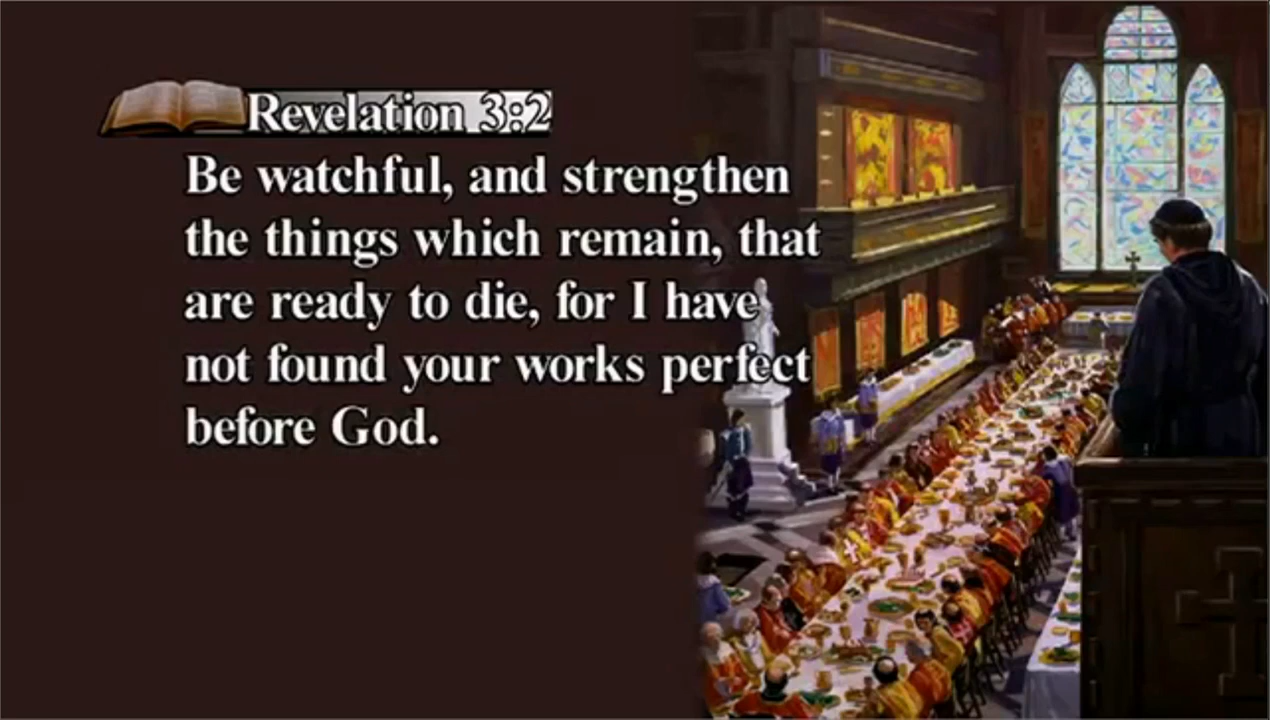 Revelation 3:2
Be watchful, and strengthen
the things which remain, that
are ready to die, for I have
not found your works perfect
before God.